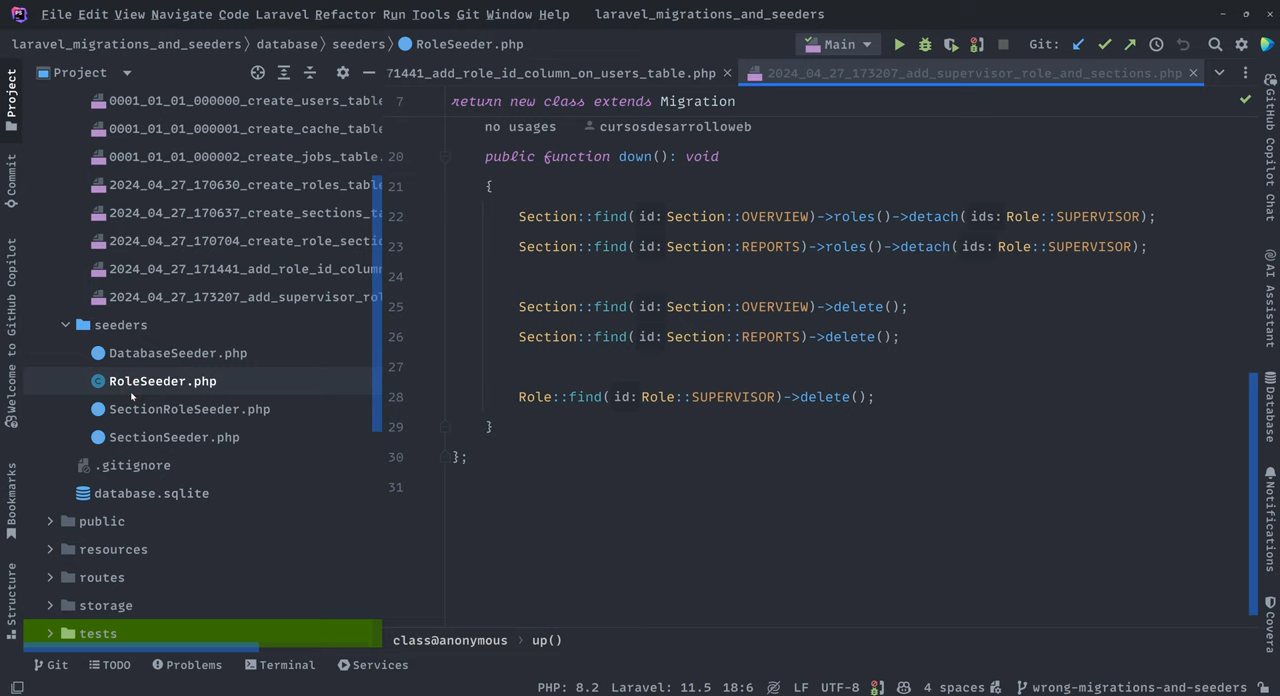 File Edit View Navigate Code Laravel Refactor Run Tools Git Window Help laravel_migrations_and_seeders
laravel_migrations_and_seeders > database > seeders > RoleSeeder.php Main Git:
Project
71441_add_role_id_column_on_users_table.php
2024_04_27_173207_add_supervisor_role_and_sections.php
0001_01_01_000000_create_users_table
0001_01_01_000001_create_cache_table
0001_01_01_000002_create_jobs_table.
2024_04_27_170630_create_roles_table
2024_04_27_170637_create_sections_ta
2024_04_27_170704_create_role_sectio
2024_04_27_171441_add_role_id_colum
2024_04_27_173207_add_supervisor_rol
seeders
DatabaseSeeder.php
RoleSeeder.php
SectionRoleSeeder.php
SectionSeeder.php
.gitignore
database.sqlite
public
resources
routes
storage
tests
7 return new class extends Migration
no usages cursosdesarrolloweb
20 public function down(): void
21 {
22 Section::find( id: Section::OVERVIEW)->roles()->detach( ids: Role::SUPERVISOR);
23 Section::find( id: Section::REPORTS)->roles()->detach( ids: Role::SUPERVISOR);
24
25 Section::find( id: Section::OVERVIEW)->delete();
26 Section::find( id: Section::REPORTS)->delete();
27
28 Role::find( id: Role::SUPERVISOR)->delete();
29 }
30 };
31
class@anonymous > up()
Project
Commit
Welcome to GitHub Copilot
Bookmarks
Structure
GitHub Copilot Chat
AI Assistant
Database
Notifications
Covera
Git TODO Problems Terminal Services
PHP: 8.2 Laravel: 11.5 18:6 LF UTF-8 4 spaces wrong-migrations-and-seeders